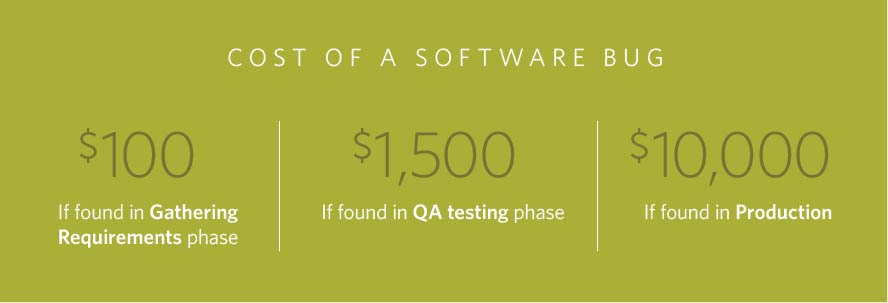 COST OF A SOFTWARE BUG
$100
If found in Gathering
Requirements phase
$1,500
If found in QA testing phase
$10,000
If found in Production